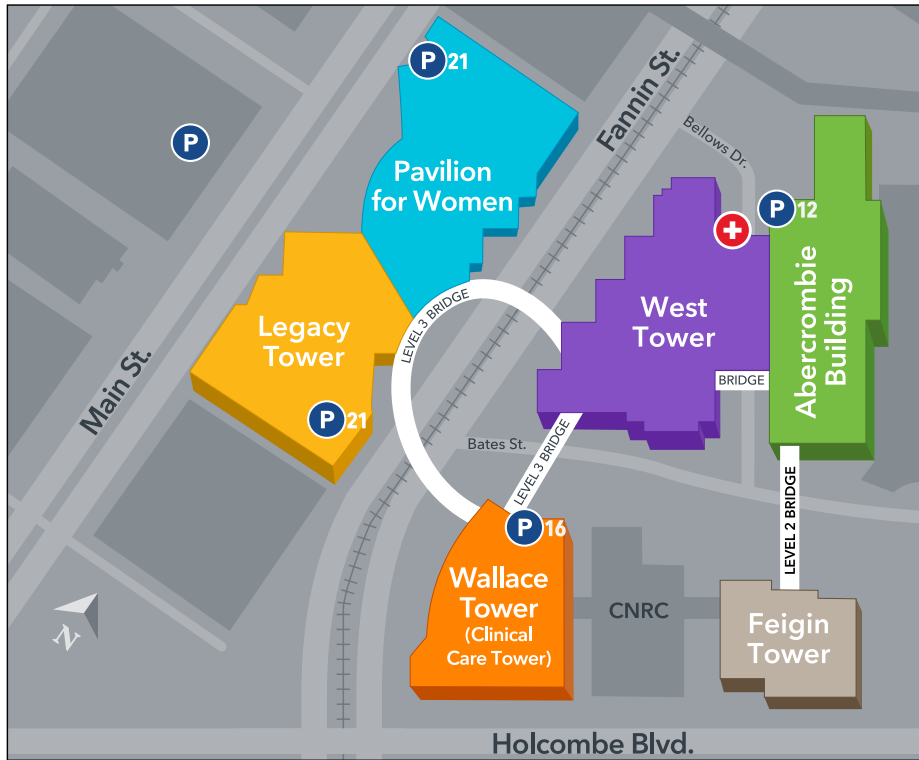 P 21
Fannin St.
P
Bellows Dr.
Pavilion
for Women
P 12
Abercrombie
Building
West
Tower
LEVEL 3 BRIDGE
Legacy
Tower
Main St.
BRIDGE
P 21
Bates St.
LEVEL 3 BRIDGE
P 16
LEVEL 2 BRIDGE
Wallace
Tower
(Clinical
Care Tower)
CNRC
Feigin
Tower
N
Holcombe Blvd.